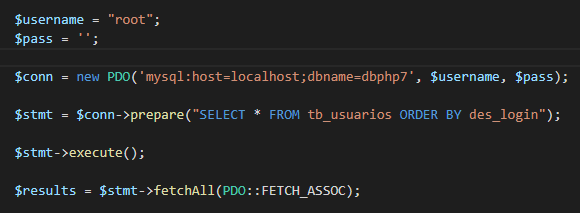 $username = "root";
$pass = '';
$conn = new PDO('mysql:host=localhost;dbname=dbphp7', $username, $pass);
$stmt = $conn->prepare("SELECT * FROM tb_usuarios ORDER BY des_login");
$stmt->execute();
$results = $stmt->fetchAll(PDO::FETCH_ASSOC);